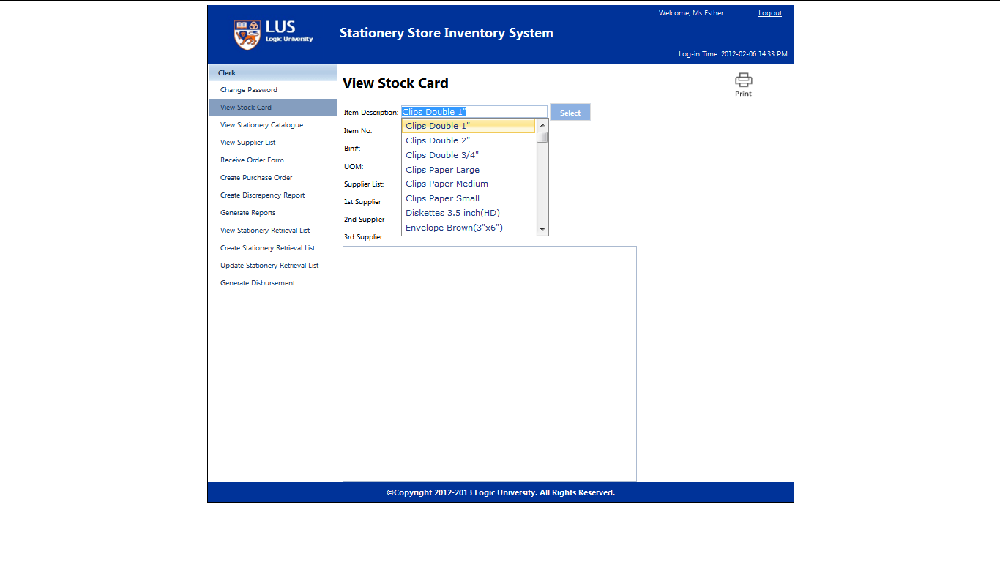 Welcome, Ms Esther
Logout
LUS
Logic University
Stationery Store Inventory System
Log-in Time: 2012-02-06 14:33 PM
Clerk
Change Password
View Stock Card
View Stationery Catalogue
View Supplier List
Receive Order Form
Create Purchase Order
Create Discrepency Report
Generate Reports
View Stationery Retrieval List
Create Stationery Retrieval List
Update Stationery Retrieval List
Generate Disbursement
View Stock Card
Print
Item Description: Clips Double 1" Select
Item No:
Bin#:
UOM:
Supplier List:
1st Supplier
2nd Supplier
3rd Supplier
Clips Double 1"
Clips Double 2"
Clips Double 3/4"
Clips Paper Large
Clips Paper Medium
Clips Paper Small
Diskettes 3.5 inch(HD)
Envelope Brown(3"x6")
©Copyright 2012-2013 Logic University. All Rights Reserved.